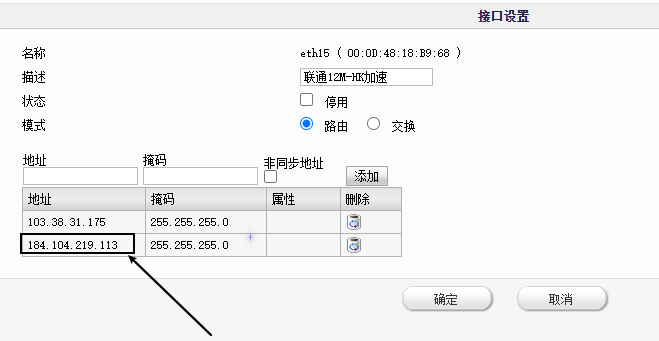 接口设置
名称 eth15 ( 00:0D:48:18:B9:68 )
描述 联通12M-HK加速
状态 停用
模式 路由 交换
地址 掩码 非同步地址 添加
地址 掩码 属性 删除
103.38.31.175 255.255.255.0
184.104.219.113 255.255.255.0
确定 取消